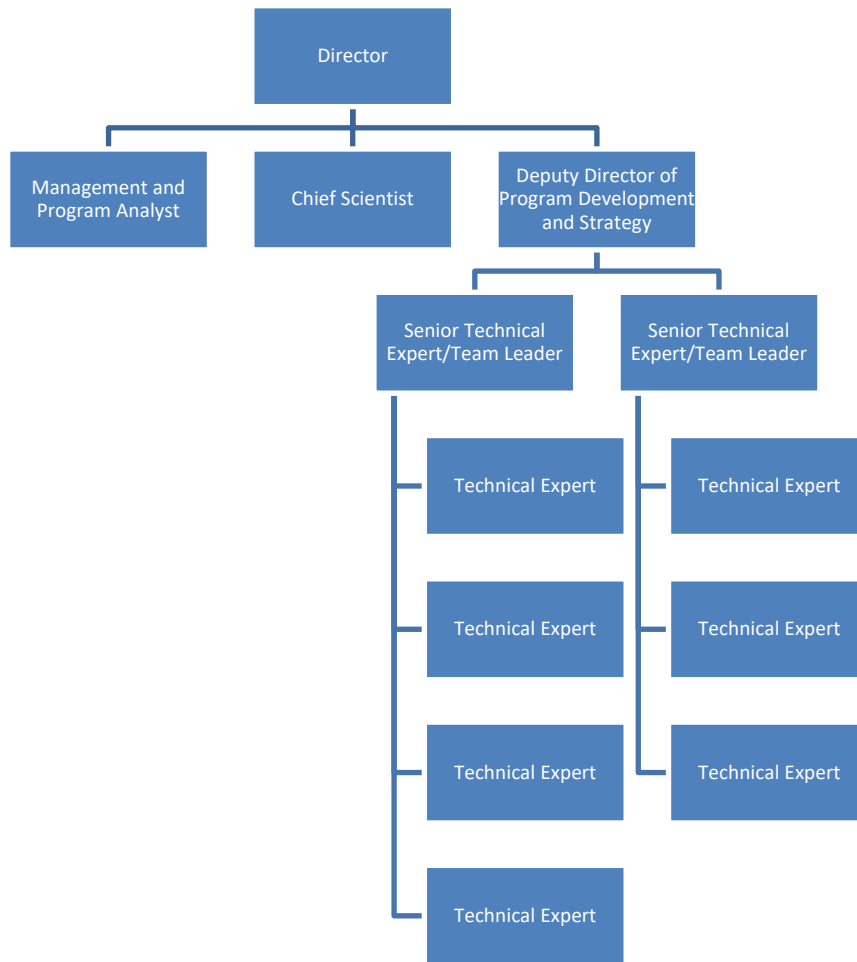 Director
Management and
Program Analyst
Chief Scientist
Deputy Director of
Program Development
and Strategy
Senior Technical
Expert/Team Leader
Senior Technical
Expert/Team Leader
Technical Expert
Technical Expert
Technical Expert
Technical Expert
Technical Expert
Technical Expert
Technical Expert